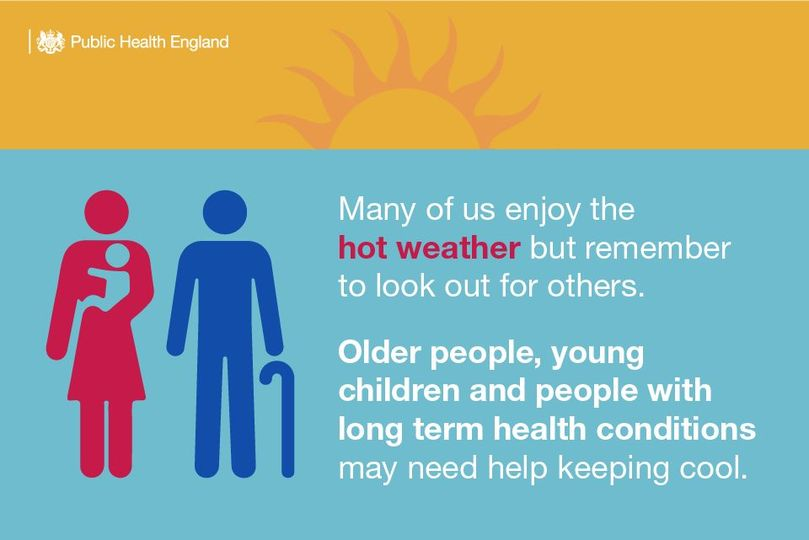 Public Health England
Many of us enjoy the
hot weather but remember
to look out for others.
Older people, young
children and people with
long term health conditions
may need help keeping cool.